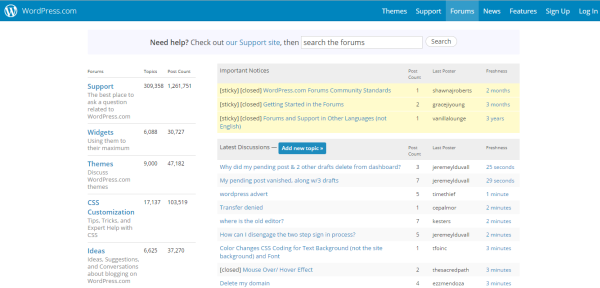 WordPress.com Themes Support Forums News Features Sign Up Log In
Need help? Check out our Support site, then search the forums Search
Forums Topics Post Count
Support 309,358 1,261,751
The best place to
ask a question
related to
WordPress.com
Widgets 6,088 30,727
Using them to
their maximum
Themes 9,000 47,182
Discuss
WordPress.com
themes
CSS 17,137 103,519
Customization
Tips, Tricks, and
Expert Help with
CSS
Ideas 6,625 37,270
Ideas, Suggestions,
and Conversations
about blogging on
WordPress.com
Important Notices Post Count Last Poster Freshness
[sticky] [closed] WordPress.com Forums Community Standards 1 shawnajroberts 2 months
[sticky] [closed] Getting Started in the Forums 2 gracejiyoung 3 months
[sticky] [closed] Forums and Support in Other Languages (not 1 vanillalounge 3 years
English)
Latest Discussions — Add new topic » Post Count Last Poster Freshness
Why did my pending post & 2 other drafts delete from dashboard? 3 jeremeylduvall 25 seconds
My pending post vanished, along w/3 drafts 7 jeremeylduvall 29 seconds
wordpress advert 5 timethief 1 minute
Transfer denied 1 cepalmor 2 minutes
where is the old editor? 7 kesterc 2 minutes
How can I disengage the two step sign in process? 5 jeremeylduvall 3 minutes
Color Changes CSS Coding for Text Background (not the site 1 tfoinc 3 minutes
background) and Font
[closed] Mouse Over/ Hover Effect 2 thesacredpath 3 minutes
Delete my domain 4 ezzmendoza 3 minutes